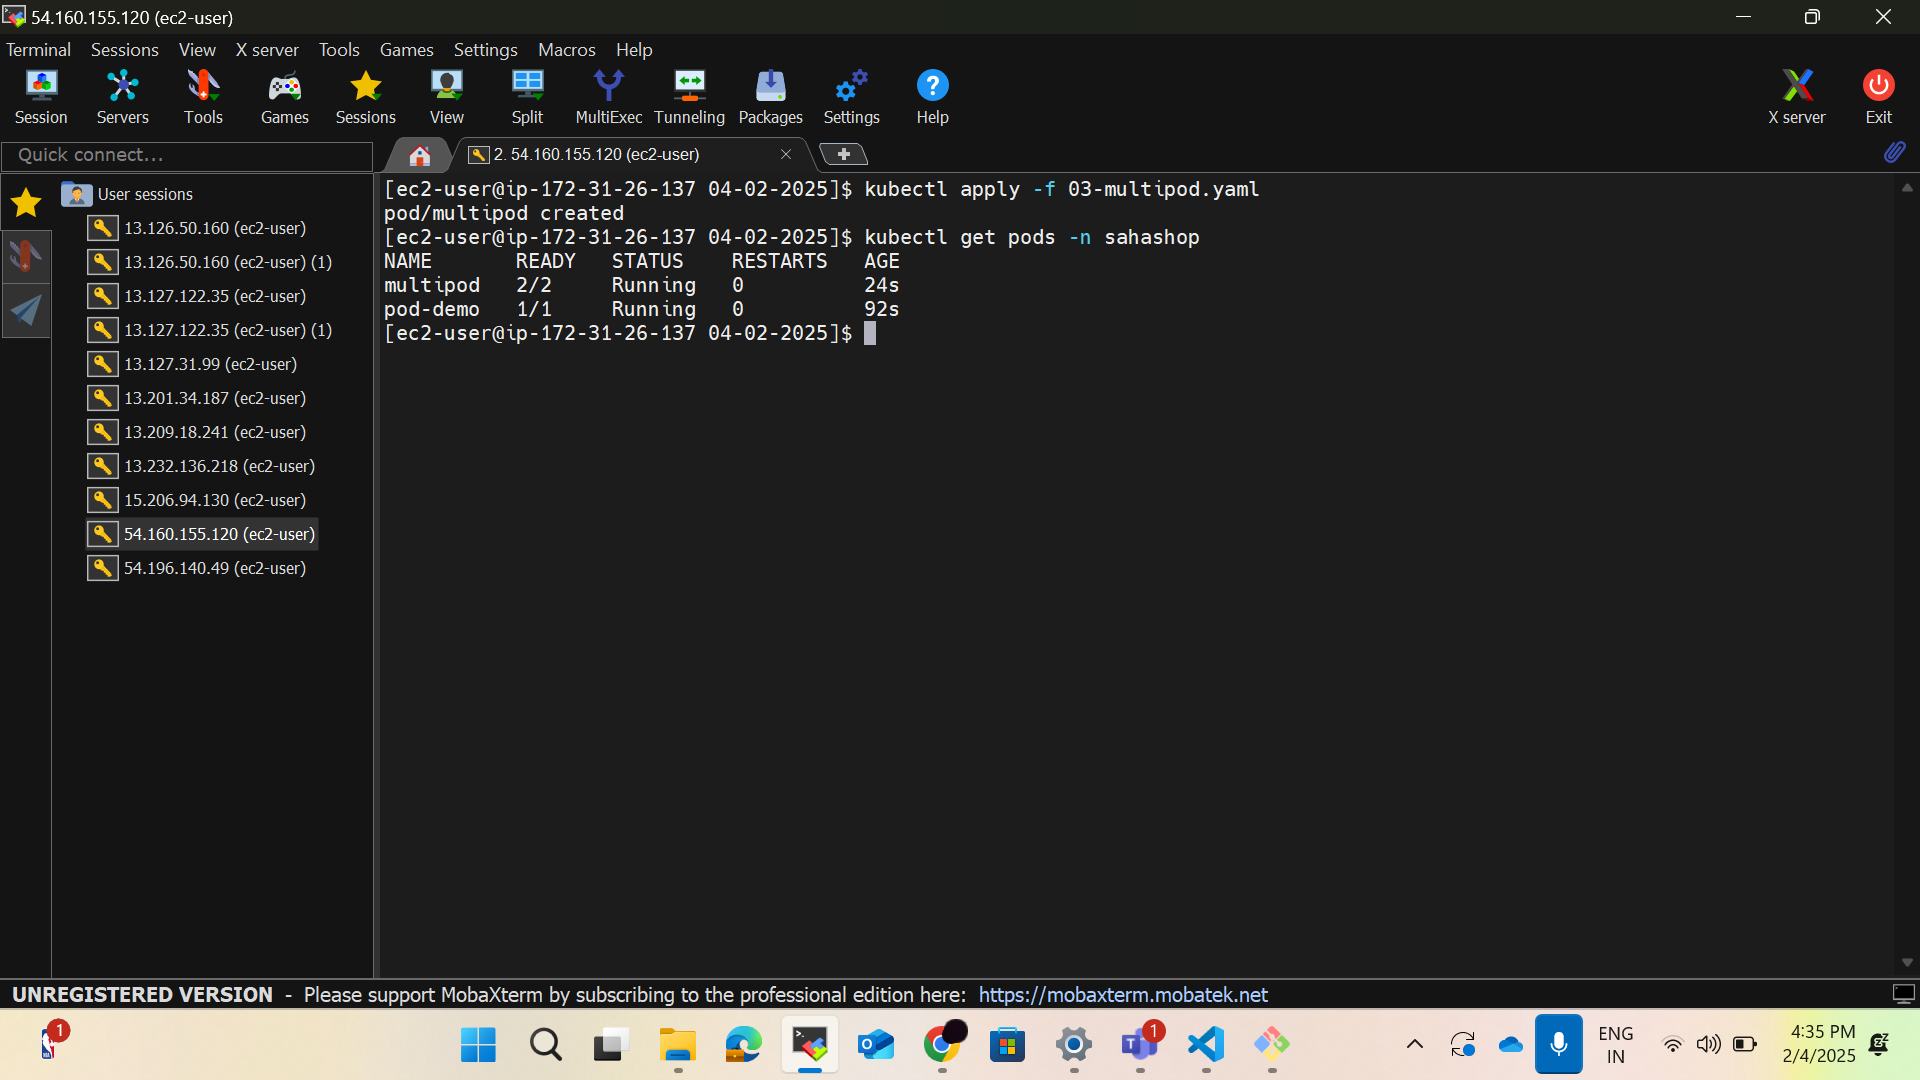 54.160.155.120 (ec2-user)
Terminal Sessions View X server Tools Games Settings Macros Help
Session Servers Tools Games Sessions View Split MultiExec Tunneling Packages Settings Help X server Exit
Quick connect...
2. 54.160.155.120 (ec2-user)
User sessions
13.126.50.160 (ec2-user)
13.126.50.160 (ec2-user) (1)
13.127.122.35 (ec2-user)
13.127.122.35 (ec2-user) (1)
13.127.31.99 (ec2-user)
13.201.34.187 (ec2-user)
13.209.18.241 (ec2-user)
13.232.136.218 (ec2-user)
15.206.94.130 (ec2-user)
54.160.155.120 (ec2-user)
54.196.140.49 (ec2-user)
[ec2-user@ip-172-31-26-137 04-02-2025]$ kubectl apply -f 03-multipod.yaml
pod/multipod created
[ec2-user@ip-172-31-26-137 04-02-2025]$ kubectl get pods -n sahashop
NAME READY STATUS RESTARTS AGE
multipod 2/2 Running 0 24s
pod-demo 1/1 Running 0 92s
[ec2-user@ip-172-31-26-137 04-02-2025]$
UNREGISTERED VERSION - Please support MobaXterm by subscribing to the professional edition here: https://mobaxterm.mobatek.net
1
1
ENG
IN
4:35 PM
2/4/2025